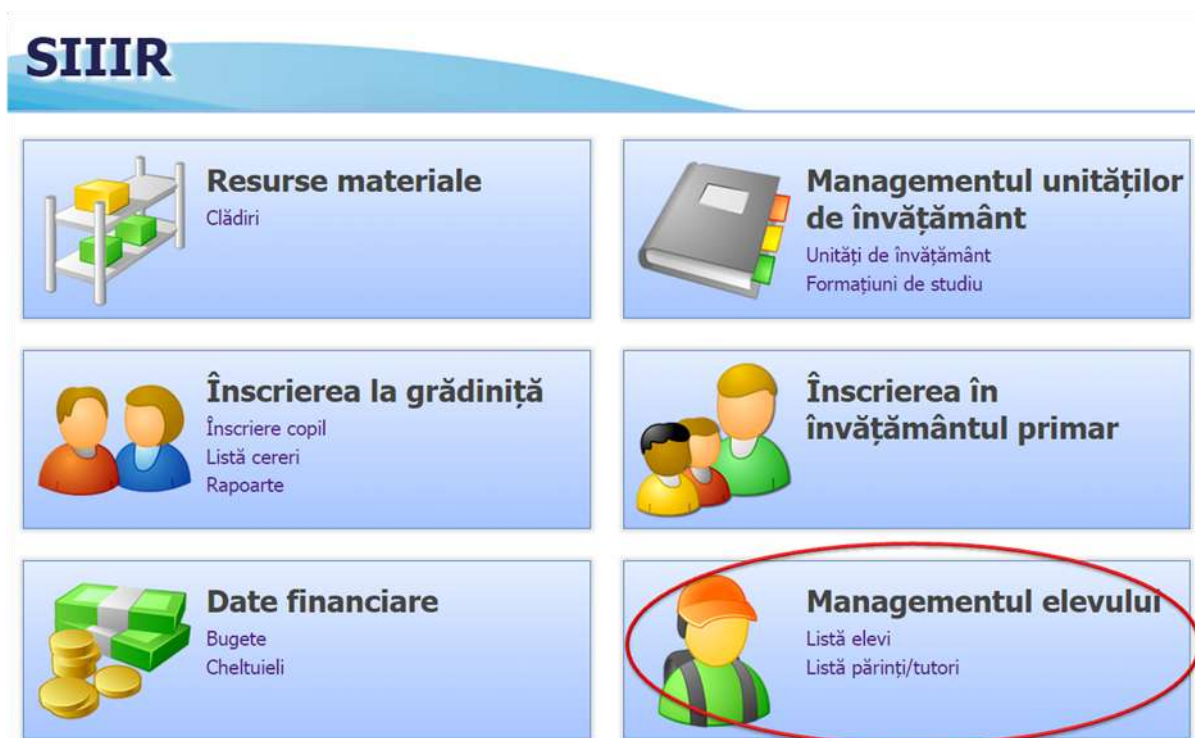 SIIIR
Resurse materiale
Clădiri
Managementul unităților
de învățământ
Unități de învățământ
Formațiuni de studiu
Înscrierea la grădiniță
Înscriere copil
Listă cereri
Rapoarte
Înscrierea în
învățământul primar
Date financiare
Bugete
Cheltuieli
Managementul elevului
Listă elevi
Listă părinți/tutori